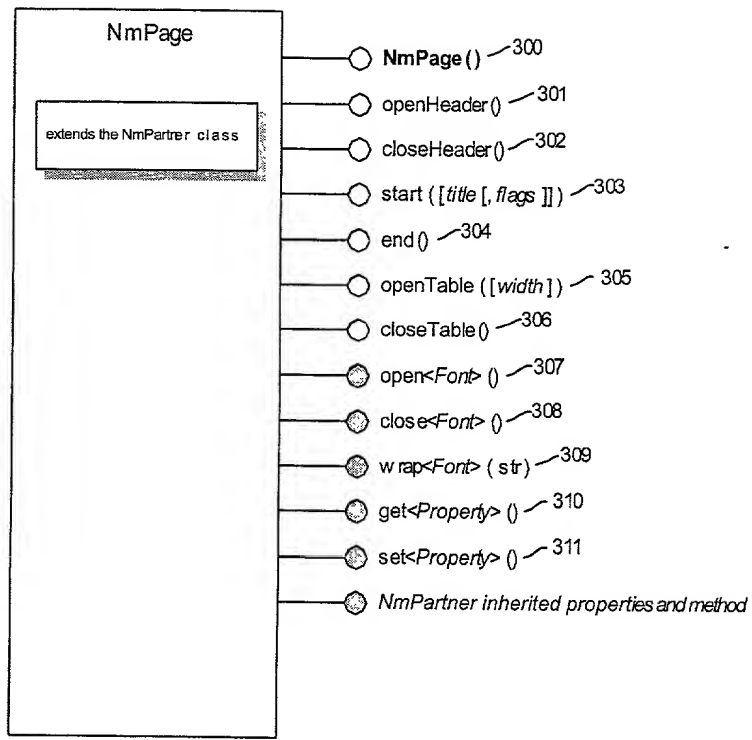 NmPage
extends the NmPartner class
NmPage() 300
openHeader() 301
closeHeader() 302
start ([title [, flags ]]) 303
end() 304
openTable ([width]) 305
closeTable() 306
open<Font> () 307
close<Font> () 308
wrap<Font> ( str) 309
get<Property> () 310
set<Property> () 311
NmPartner inherited properties and method